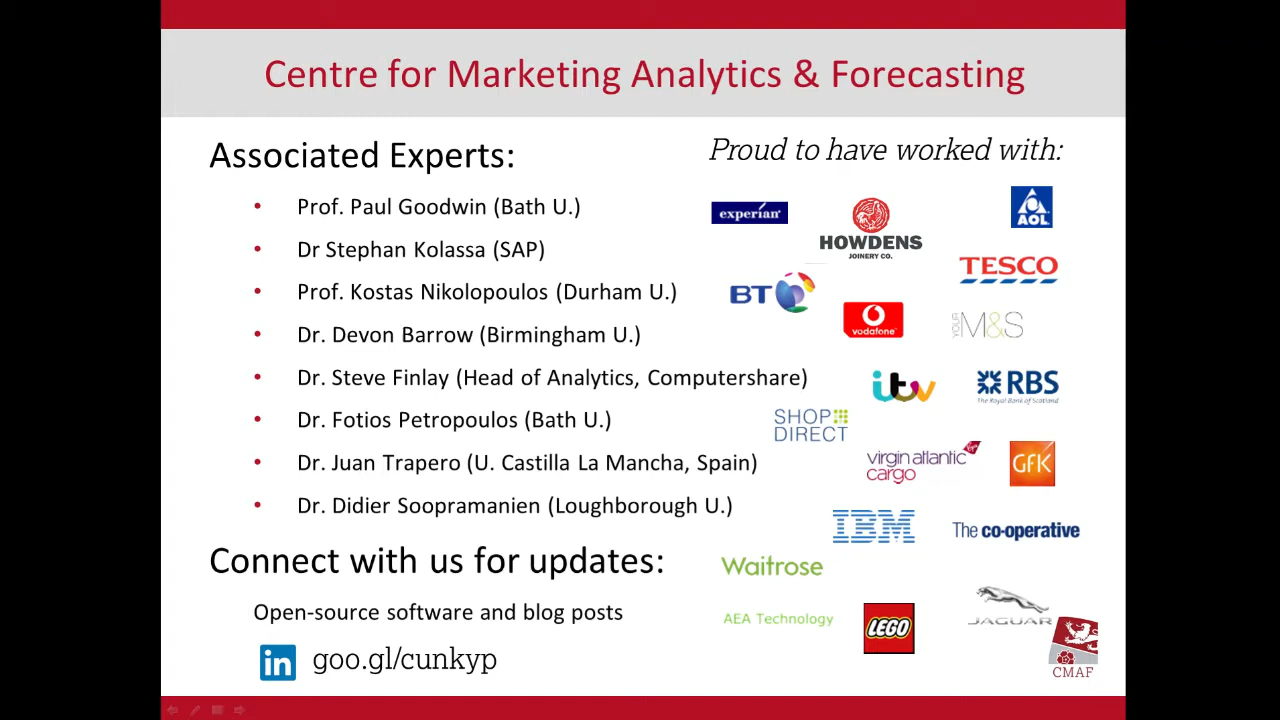 Centre for Marketing Analytics & Forecasting
Associated Experts:
• Prof. Paul Goodwin (Bath U.)
• Dr Stephan Kolassa (SAP)
• Prof. Kostas Nikolopoulos (Durham U.)
• Dr. Devon Barrow (Birmingham U.)
• Dr. Steve Finlay (Head of Analytics, Computershare)
• Dr. Fotios Petropoulos (Bath U.)
• Dr. Juan Trapero (U. Castilla La Mancha, Spain)
• Dr. Didier Soopramanien (Loughborough U.)
Connect with us for updates:
Open-source software and blog posts
in goo.gl/cunkyp
Proud to have worked with:
experian
HOWDENS
JOINERY CO.
AOL
TESCO
BT
vodafone
YOUR M&S
itv
RBS
The Royal Bank of Scotland
SHOP
DIRECT
virgin atlantic
cargo
GfK
IBM
The co-operative
Waitrose
AEA Technology
LEGO
JAGUAR
CMAF